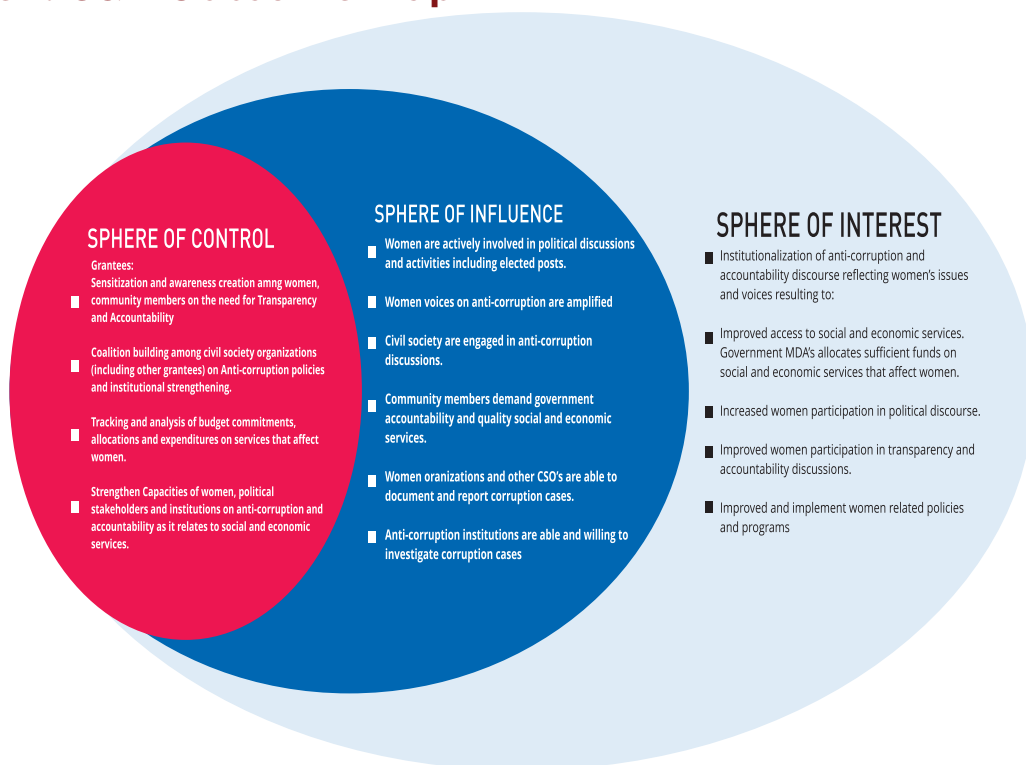 SPHERE OF CONTROL
Grantees:
Sensitization and awareness creation amng women,
community members on the need for Transparency
and Accountability
Coalition building among civil society organizations
(including other grantees) on Anti-corruption policies
and institutional strengthening.
Tracking and analysis of budget commitments,
allocations and expenditures on services that affect
women.
Strengthen Capacities of women, political
stakeholders and institutions on anti-corruption and
accountability as it relates to social and economic
services.
SPHERE OF INFLUENCE
Women are actively involved in political discussions
and activities including elected posts.
Women voices on anti-corruption are amplified
Civil society are engaged in anti-corruption
discussions.
Community members demand government
accountability and quality social and economic
services.
Women oranizations and other CSO's are able to
document and report corruption cases.
Anti-corruption institutions are able and willing to
investigate corruption cases
SPHERE OF INTEREST
Institutionalization of anti-corruption and
accountability discourse reflecting women's issues
and voices resulting to:
Improved access to social and economic services.
Government MDA's allocates sufficient funds on
social and economic services that affect women.
Increased women participation in political discourse.
Improved women participation in transparency and
accountability discussions.
Improved and implement women related policies
and programs